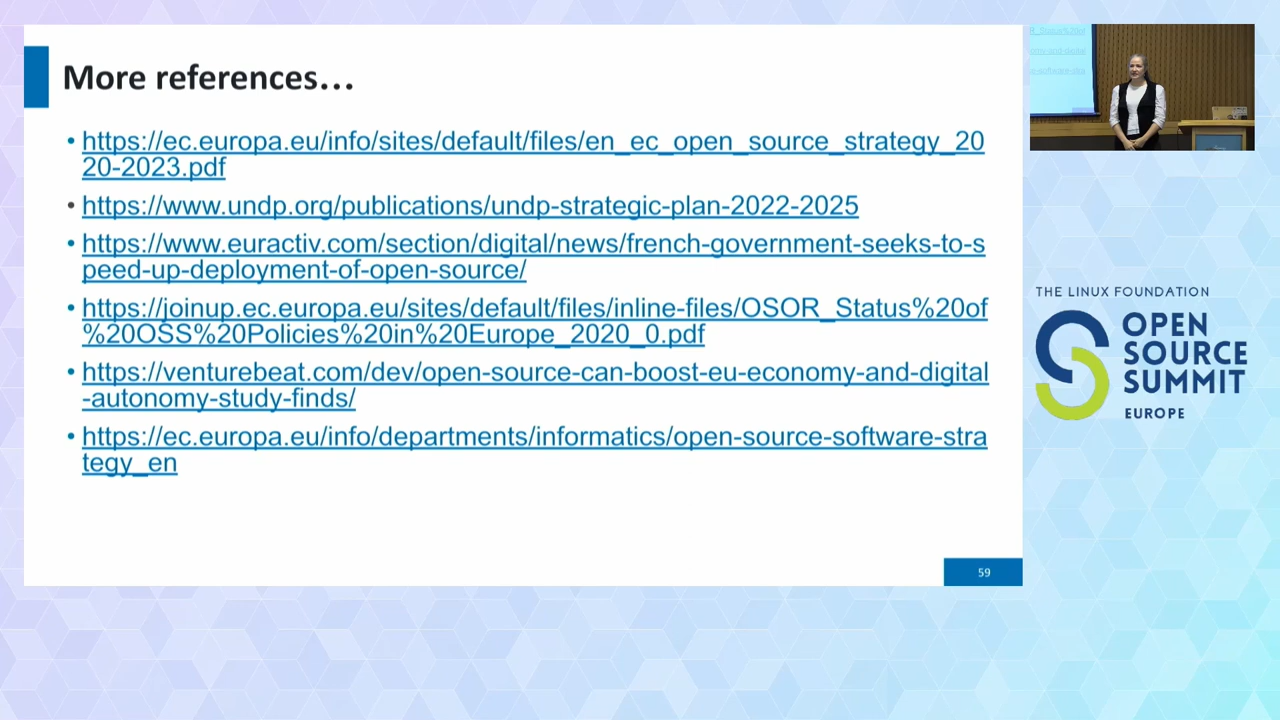 More references…
• https://ec.europa.eu/info/sites/default/files/en_ec_open_source_strategy_20
20-2023.pdf
• https://www.undp.org/publications/undp-strategic-plan-2022-2025
• https://www.euractiv.com/section/digital/news/french-government-seeks-to-s
peed-up-deployment-of-open-source/
• https://joinup.ec.europa.eu/sites/default/files/inline-files/OSOR_Status%20of
%20OSS%20Policies%20in%20Europe_2020_0.pdf
• https://venturebeat.com/dev/open-source-can-boost-eu-economy-and-digital
-autonomy-study-finds/
• https://ec.europa.eu/info/departments/informatics/open-source-software-stra
tegy_en
59
THE LINUX FOUNDATION
OPEN
SOURCE
SUMMIT
EUROPE